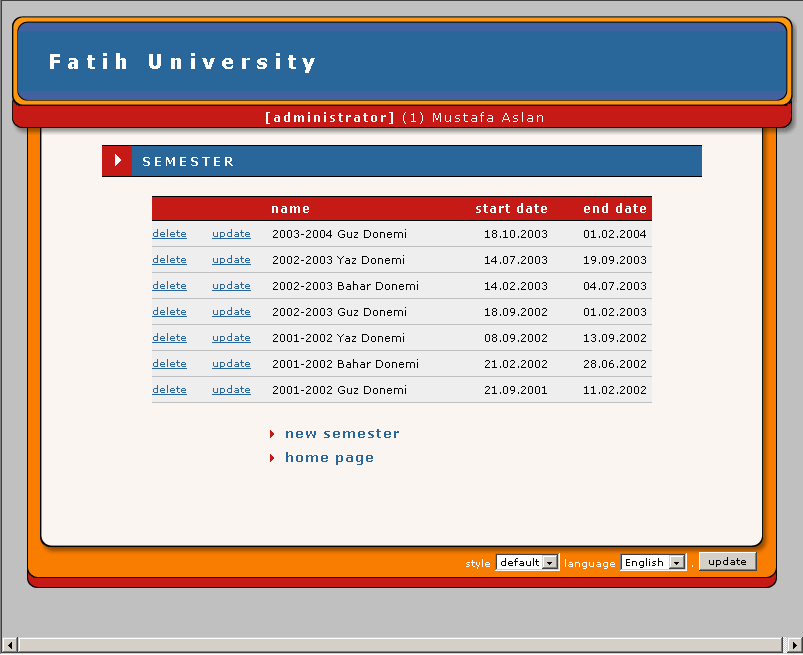 Fatih University
[administrator] (1) Mustafa Aslan
SEMESTER
name start date end date
delete update 2003-2004 Guz Donemi 18.10.2003 01.02.2004
delete update 2002-2003 Yaz Donemi 14.07.2003 19.09.2003
delete update 2002-2003 Bahar Donemi 14.02.2003 04.07.2003
delete update 2002-2003 Guz Donemi 18.09.2002 01.02.2003
delete update 2001-2002 Yaz Donemi 08.09.2002 13.09.2002
delete update 2001-2002 Bahar Donemi 21.02.2002 28.06.2002
delete update 2001-2002 Guz Donemi 21.09.2001 11.02.2002
new semester
home page
style default language English . update